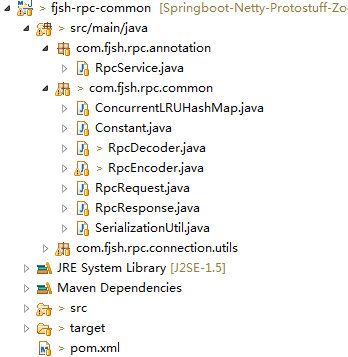 > fjsh-rpc-common [Springboot-Netty-Protostuff-Zo
> src/main/java
com.fjsh.rpc.annotation
RpcService.java
> com.fjsh.rpc.common
ConcurrentLRUHashMap.java
Constant.java
> RpcDecoder.java
> RpcEncoder.java
RpcRequest.java
RpcResponse.java
SerializationUtil.java
com.fjsh.rpc.connection.utils
JRE System Library [J2SE-1.5]
Maven Dependencies
> src
> target
> pom.xml